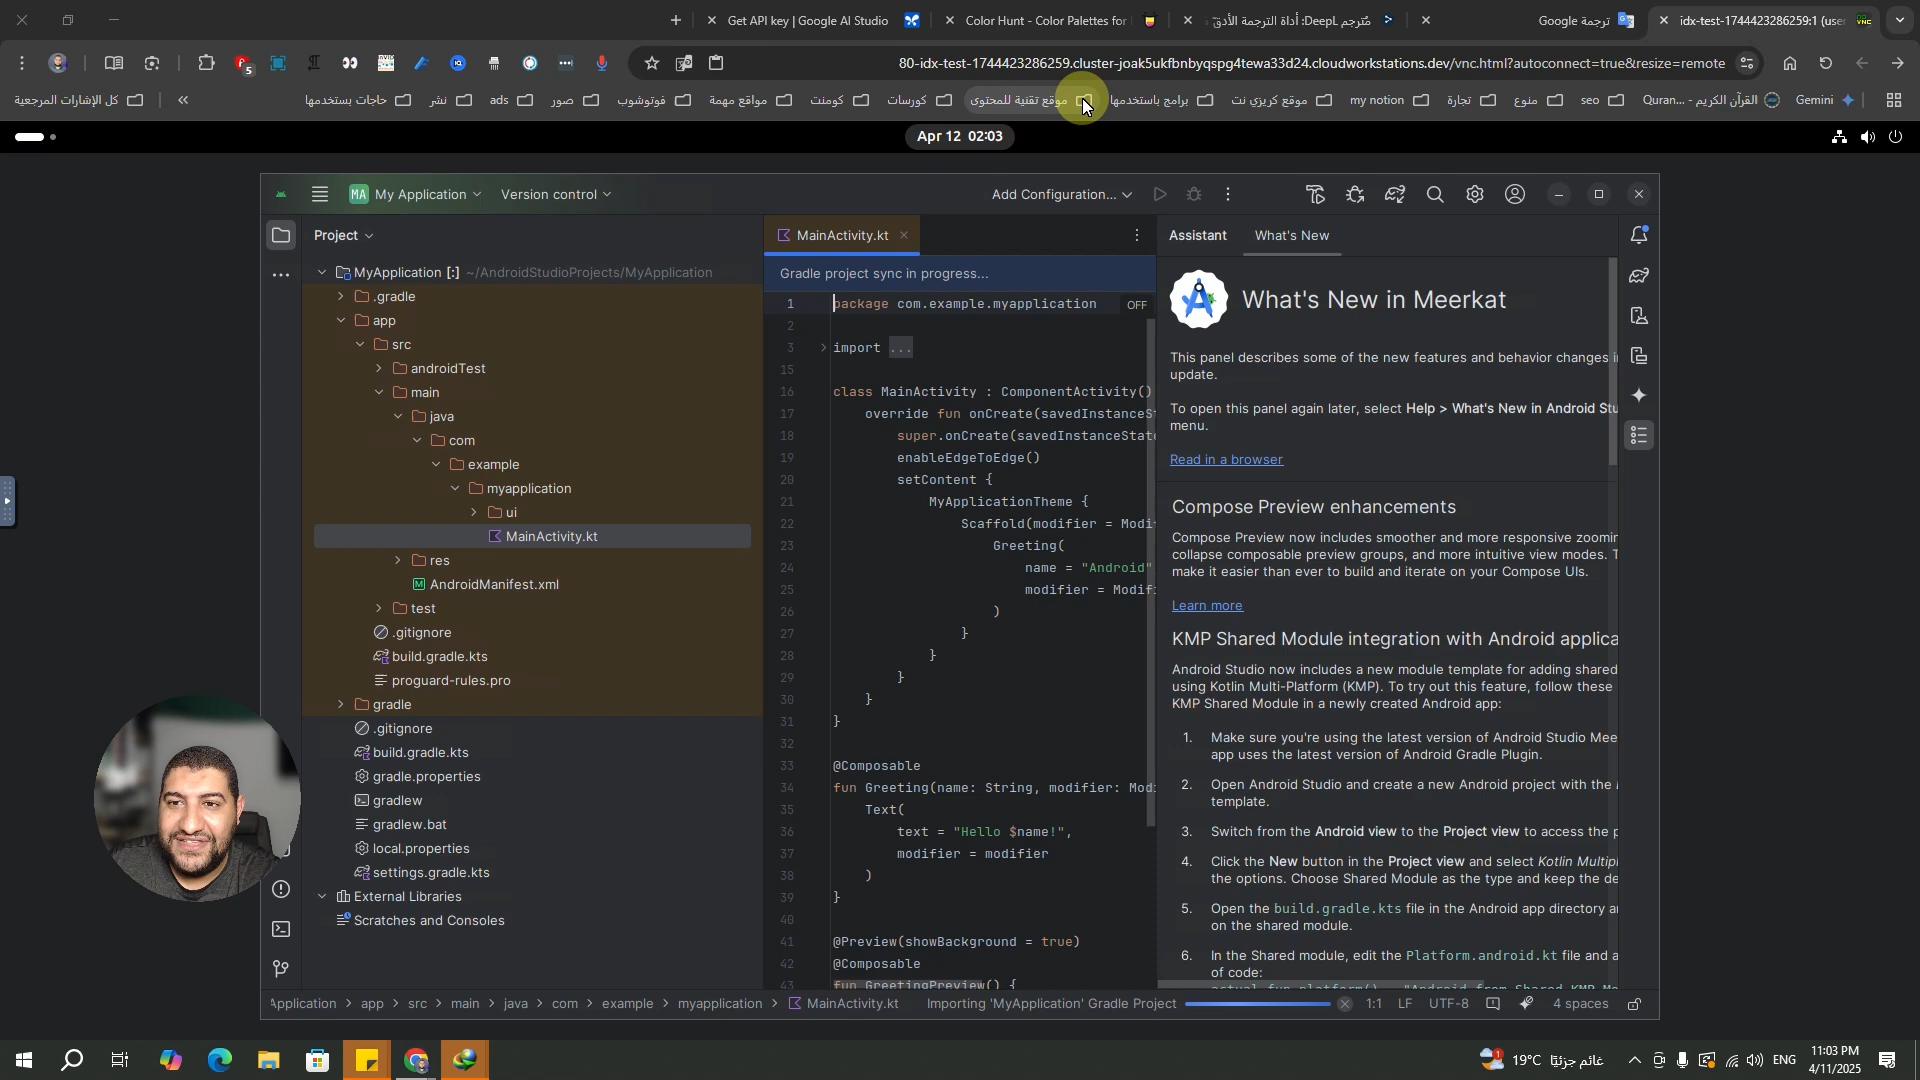 Get API key | Google AI Studio
Color Hunt - Color Palettes for
مُترجم DeepL: أداة الترجمة الأدق
ترجمة Google
idx-test-1744423286259:1 (user
80-idx-test-1744423286259.cluster-joak5ukfbnbyqspg4tewa33d24.cloudworkstations.dev/vnc.html?autoconnect=true&resize=remote
كل الإشارات المرجعية
حاجات بستخدمها
نشر
ads
صور
فوتوشوب
مواقع مهمة
كومنت
كورسات
موقع تقنية للمحتوى
برامج باستخدمها
موقع كريزي نت
my notion
تجارة
منوع
seo
القرآن الكريم - ...Quran
Gemini
Apr 12 02:03
MA My Application
Version control
Add Configuration...
Project
MainActivity.kt
Assistant
What's New
MyApplication [:] ~/AndroidStudioProjects/MyApplication
.gradle
app
src
androidTest
main
java
com
example
myapplication
ui
MainActivity.kt
res
AndroidManifest.xml
test
.gitignore
build.gradle.kts
proguard-rules.pro
gradle
.gitignore
build.gradle.kts
gradle.properties
gradlew
gradlew.bat
local.properties
settings.gradle.kts
External Libraries
Scratches and Consoles
Gradle project sync in progress...
1 package com.example.myapplication OFF
2
3 import ...
15
16 class MainActivity : ComponentActivity()
17 override fun onCreate(savedInstanceSt
18 super.onCreate(savedInstanceState
19 enableEdgeToEdge()
20 setContent {
21 MyApplicationTheme {
22 Scaffold(modifier = Modi
23 Greeting(
24 name = "Android"
25 modifier = Modif
26 )
27 }
28 }
29 }
30 }
31 }
32
33 @Composable
34 fun Greeting(name: String, modifier: Mod
35 Text(
36 text = "Hello $name!",
37 modifier = modifier
38 )
39 }
40
41 @Preview(showBackground = true)
42 @Composable
43 fun GreetingPreview() {
What's New in Meerkat
This panel describes some of the new features and behavior changes i
update.
To open this panel again later, select Help > What's New in Android Stu
menu.
Read in a browser
Compose Preview enhancements
Compose Preview now includes smoother and more responsive zoomin
collapse composable preview groups, and more intuitive view modes. T
make it easier than ever to build and iterate on your Compose UIs.
Learn more
KMP Shared Module integration with Android applica
Android Studio now includes a new module template for adding shared
using Kotlin Multi-Platform (KMP). To try out this feature, follow these
KMP Shared Module in a newly created Android app:
1. Make sure you're using the latest version of Android Studio Mee
app uses the latest version of Android Gradle Plugin.
2. Open Android Studio and create a new Android project with the
template.
3. Switch from the Android view to the Project view to access the p
4. Click the New button in the Project view and select Kotlin Multipl
the options. Choose Shared Module as the type and keep the de
5. Open the build.gradle.kts file in the Android app directory a
on the shared module.
6. In the Shared module, edit the Platform.android.kt file and a
of code:
Application > app > src > main > java > com > example > myapplication > MainActivity.kt
Importing 'MyApplication' Gradle Project
1:1 LF UTF-8 4 spaces
19°C غائم جزئيًا
ENG
11:03 PM
4/11/2025